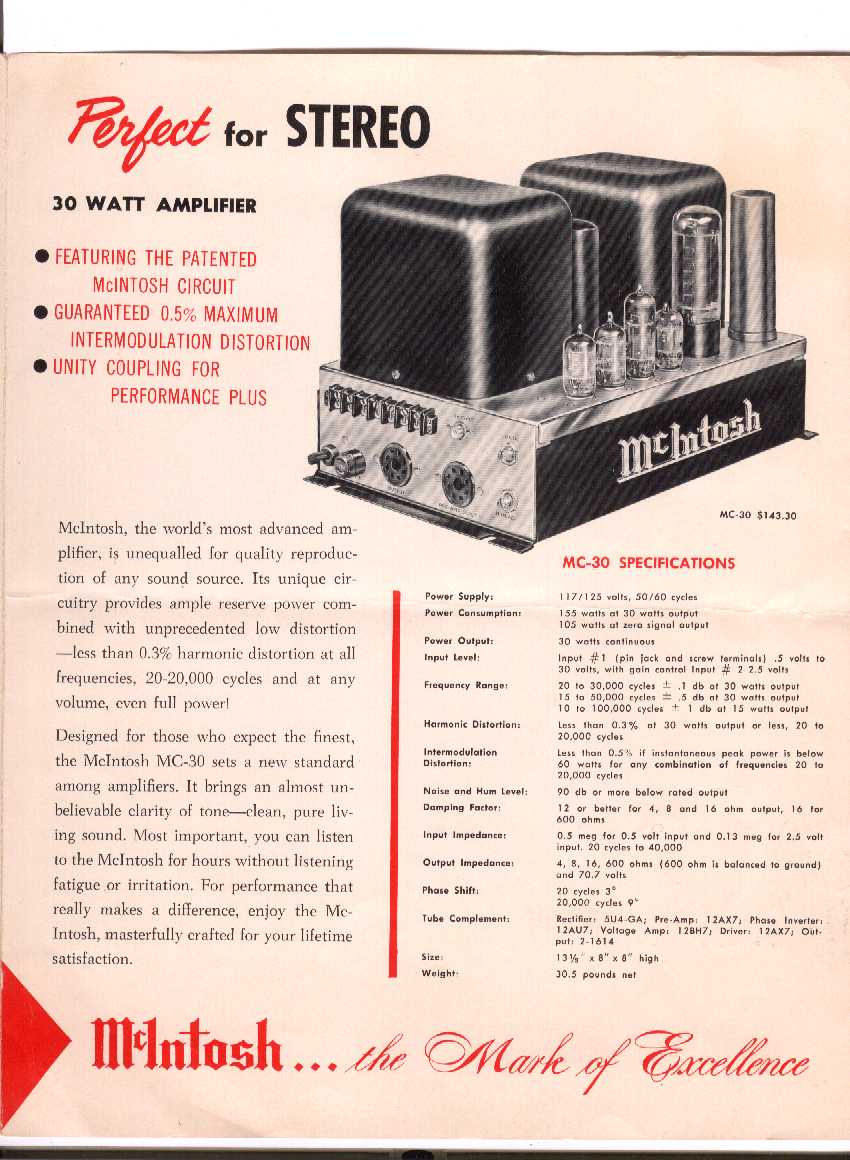 Perfect for STEREO
30 WATT AMPLIFIER
● FEATURING THE PATENTED
McINTOSH CIRCUIT
● GUARANTEED 0.5% MAXIMUM
INTERMODULATION DISTORTION
● UNITY COUPLING FOR
PERFORMANCE PLUS
McIntosh
MC-30 $143.30
McIntosh, the world's most advanced am-
plifier, is unequalled for quality reproduc-
tion of any sound source. Its unique cir-
cuitry provides ample reserve power com-
bined with unprecedented low distortion
—less than 0.3% harmonic distortion at all
frequencies, 20-20,000 cycles and at any
volume, even full power!
Designed for those who expect the finest,
the McIntosh MC-30 sets a new standard
among amplifiers. It brings an almost un-
believable clarity of tone—clean, pure liv-
ing sound. Most important, you can listen
to the McIntosh for hours without listening
fatigue or irritation. For performance that
really makes a difference, enjoy the Mc-
Intosh, masterfully crafted for your lifetime
satisfaction.
MC-30 SPECIFICATIONS
Power Supply: 117/125 volts, 50/60 cycles
Power Consumption: 155 watts at 30 watts output
105 watts at zero signal output
Power Output: 30 watts continuous
Input Level: Input #1 (pin jack and screw terminals) .5 volts to
30 volts, with gain control Input # 2 2.5 volts
Frequency Range: 20 to 30,000 cycles ± .1 db at 30 watts output
15 to 50,000 cycles ± .5 db at 30 watts output
10 to 100,000 cycles ± 1 db at 15 watts output
Harmonic Distortion: Less than 0.3% at 30 watts output or less, 20 to
20,000 cycles
Intermodulation Less than 0.5% if instantaneous peak power is below
Distortion: 60 watts for any combination of frequencies 20 to
20,000 cycles
Noise and Hum Level: 90 db or more below rated output
Damping Factor: 12 or better for 4, 8 and 16 ohm output, 16 for
600 ohms
Input Impedance: 0.5 meg for 0.5 volt input and 0.13 meg for 2.5 volt
input. 20 cycles to 40,000
Output Impedance: 4, 8, 16, 600 ohms (600 ohm is balanced to ground)
and 70.7 volts
Phase Shift: 20 cycles 3°
20,000 cycles 9°
Tube Complement: Rectifier: 5U4-GA; Pre-Amp: 12AX7; Phase Inverter:
12AU7; Voltage Amp: 12BH7; Driver: 12AX7; Out-
put: 2-1614
Size: 13⅛" x 8" x 8" high
Weight: 30.5 pounds net
McIntosh... the Mark of Excellence